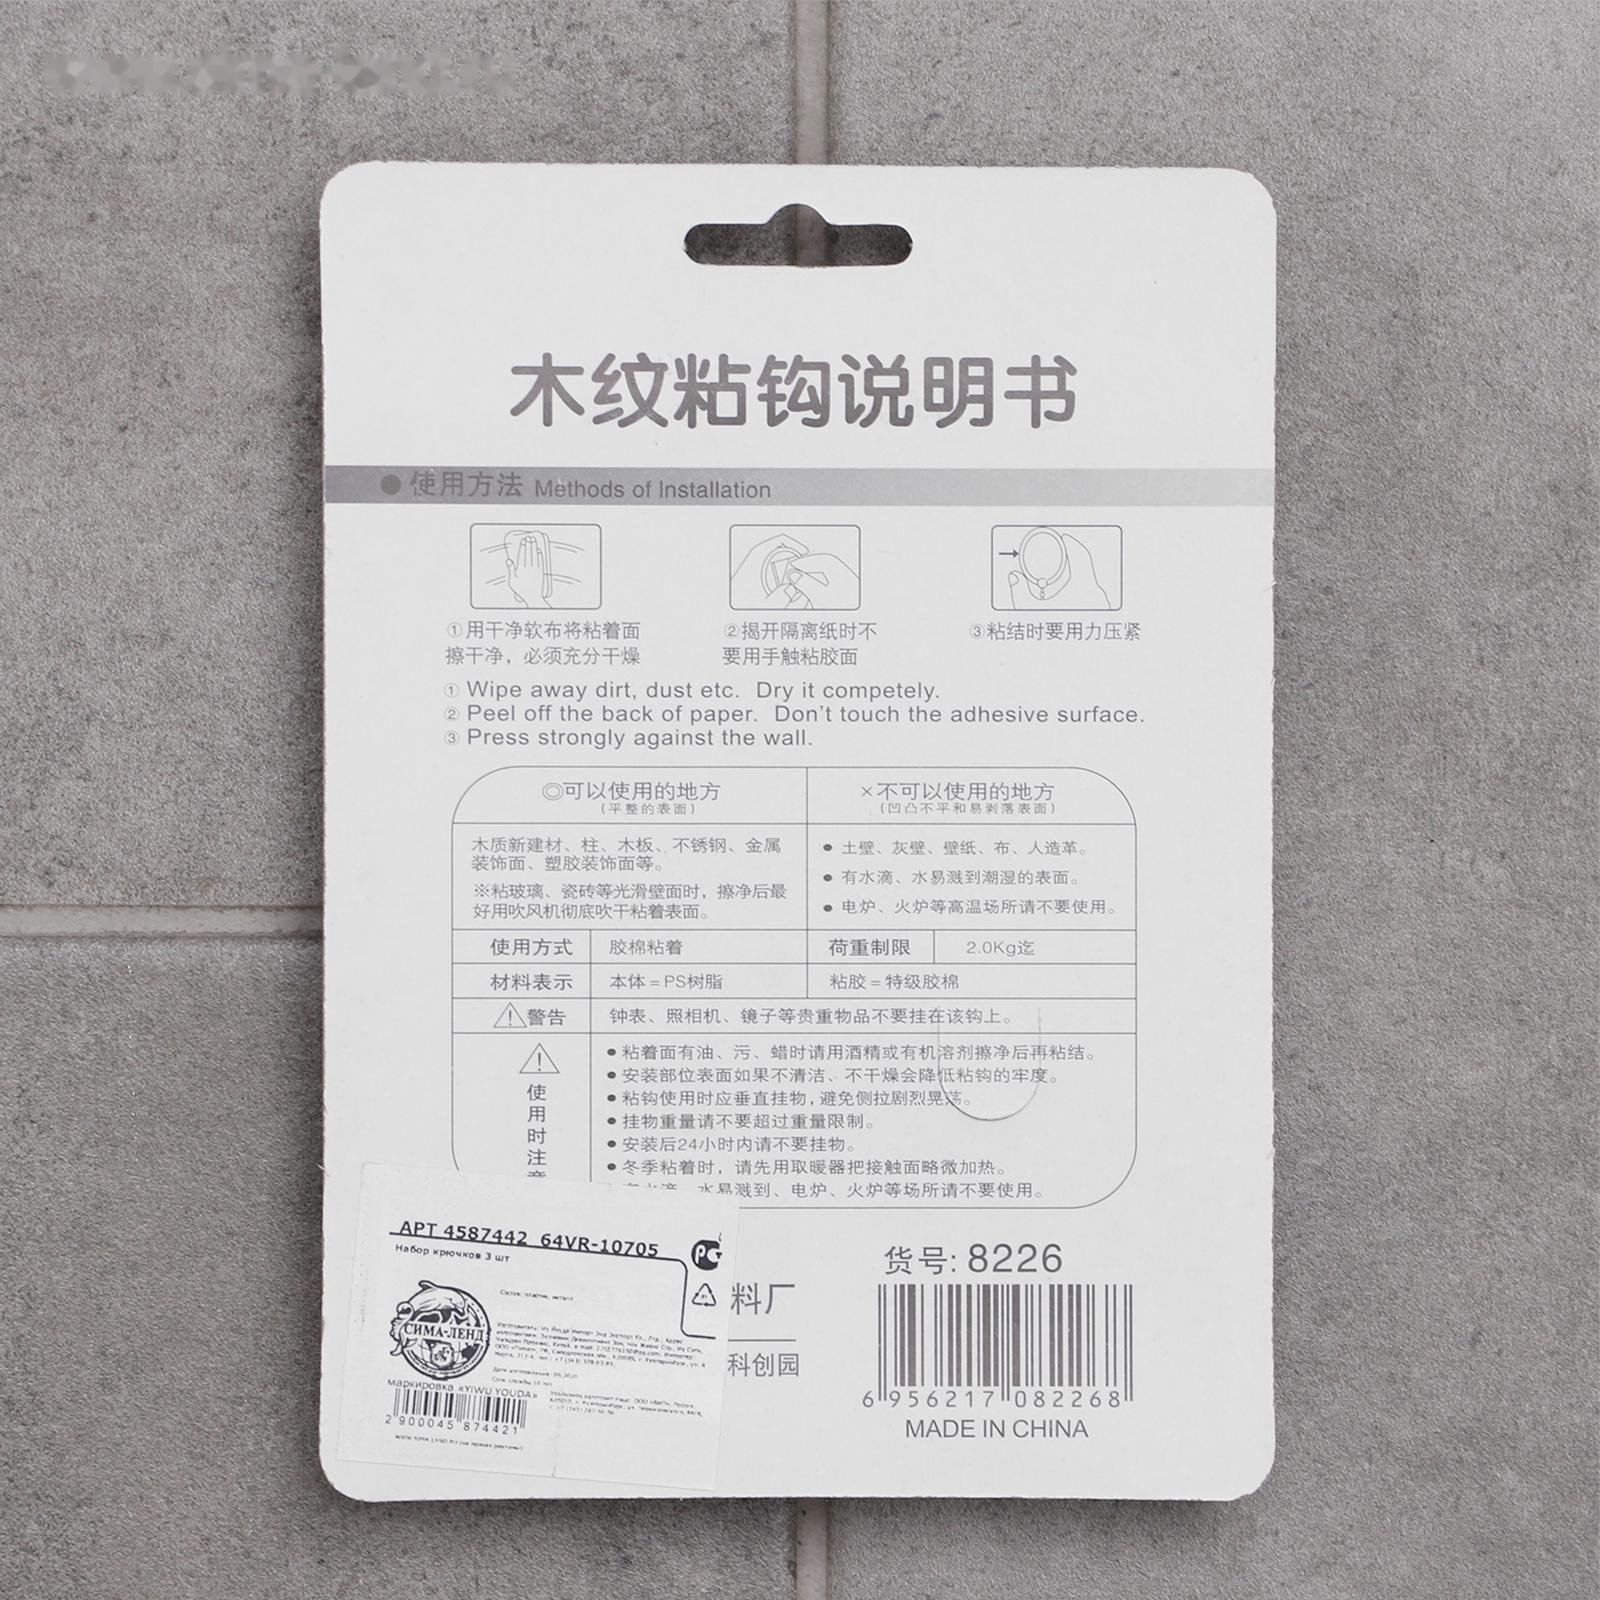 木纹粘钩说明书
●使用方法 Methods of Installation
①用干净软布将粘着面
擦干净，必须充分干燥
②揭开隔离纸时不
要用手触粘胶面
③粘结时要用力压紧
① Wipe away dirt, dust etc. Dry it competely.
② Peel off the back of paper. Don't touch the adhesive surface.
③ Press strongly against the wall.
◎可以使用的地方
(平整的表面)
×不可以使用的地方
(凹凸不平和易剥落表面)
木质新建材、柱、木板、不锈钢、金属
装饰面、塑胶装饰面等。
※粘玻璃、瓷砖等光滑壁面时，擦净后最
好用吹风机彻底吹干粘着表面。
● 土壁、灰壁、壁纸、布、人造革。
● 有水滴、水易溅到潮湿的表面。
● 电炉、火炉等高温场所请不要使用。
使用方式 胶棉粘着 荷重制限 2.0Kg迄
材料表示 本体＝PS树脂 粘胶＝特级胶棉
警告 钟表、照相机、镜子等贵重物品不要挂在该钩上。
使用时注
●粘着面有油、污、蜡时请用酒精或有机溶剂擦净后再粘结。
●安装部位表面如果不清洁、不干燥会降低粘钩的牢度。
●粘钩使用时应垂直挂物，避免侧拉剧烈晃荡。
●挂物重量请不要超过重量限制。
●安装后24小时内请不要挂物。
●冬季粘着时，请先用取暖器把接触面略微加热。
水易溅到、电炉、火炉等场所请不要使用。
АРТ 4587442 64VR-10705
Набор крючков 3 шт
Состав: пластик, металл
СИМА-ЛЕНД
маркировка «YIWU YOUDA»
2 900045 874421
料厂
科创园
货号: 8226
6 956217 082268
MADE IN CHINA